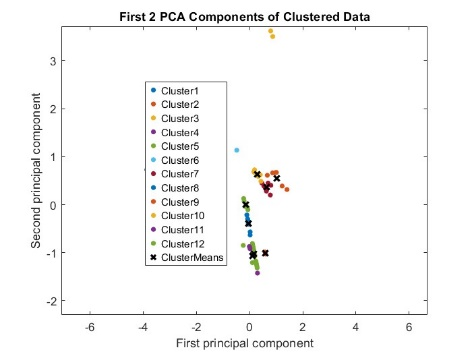 First 2 PCA Components of Clustered Data
3
2
1
0
-1
-2
Second principal component
Cluster1
Cluster2
Cluster3
Cluster4
Cluster5
Cluster6
Cluster7
Cluster8
Cluster9
Cluster10
Cluster11
Cluster12
ClusterMeans
-6 -4 -2 0 2 4 6
First principal component